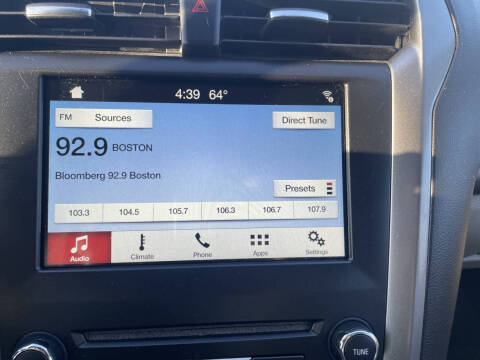 4:39 64°
FM Sources
Direct Tune
92.9 BOSTON
Bloomberg 92.9 Boston
Presets
103.3 104.5 105.7 106.3 106.7 107.9
Audio Climate Phone Apps Settings
TUNE